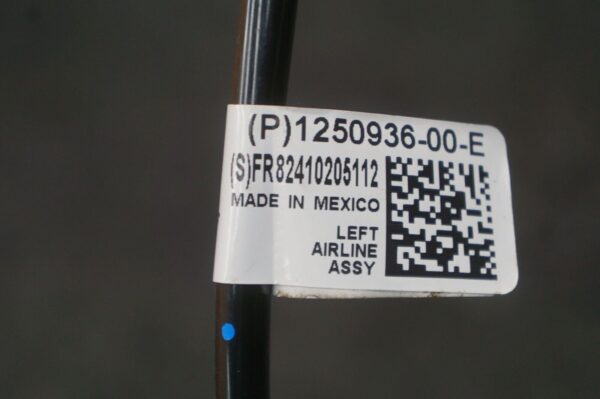 (P)1250936-00-E
(S)FR82410205112
MADE IN MEXICO
LEFT
AIRLINE
ASSY